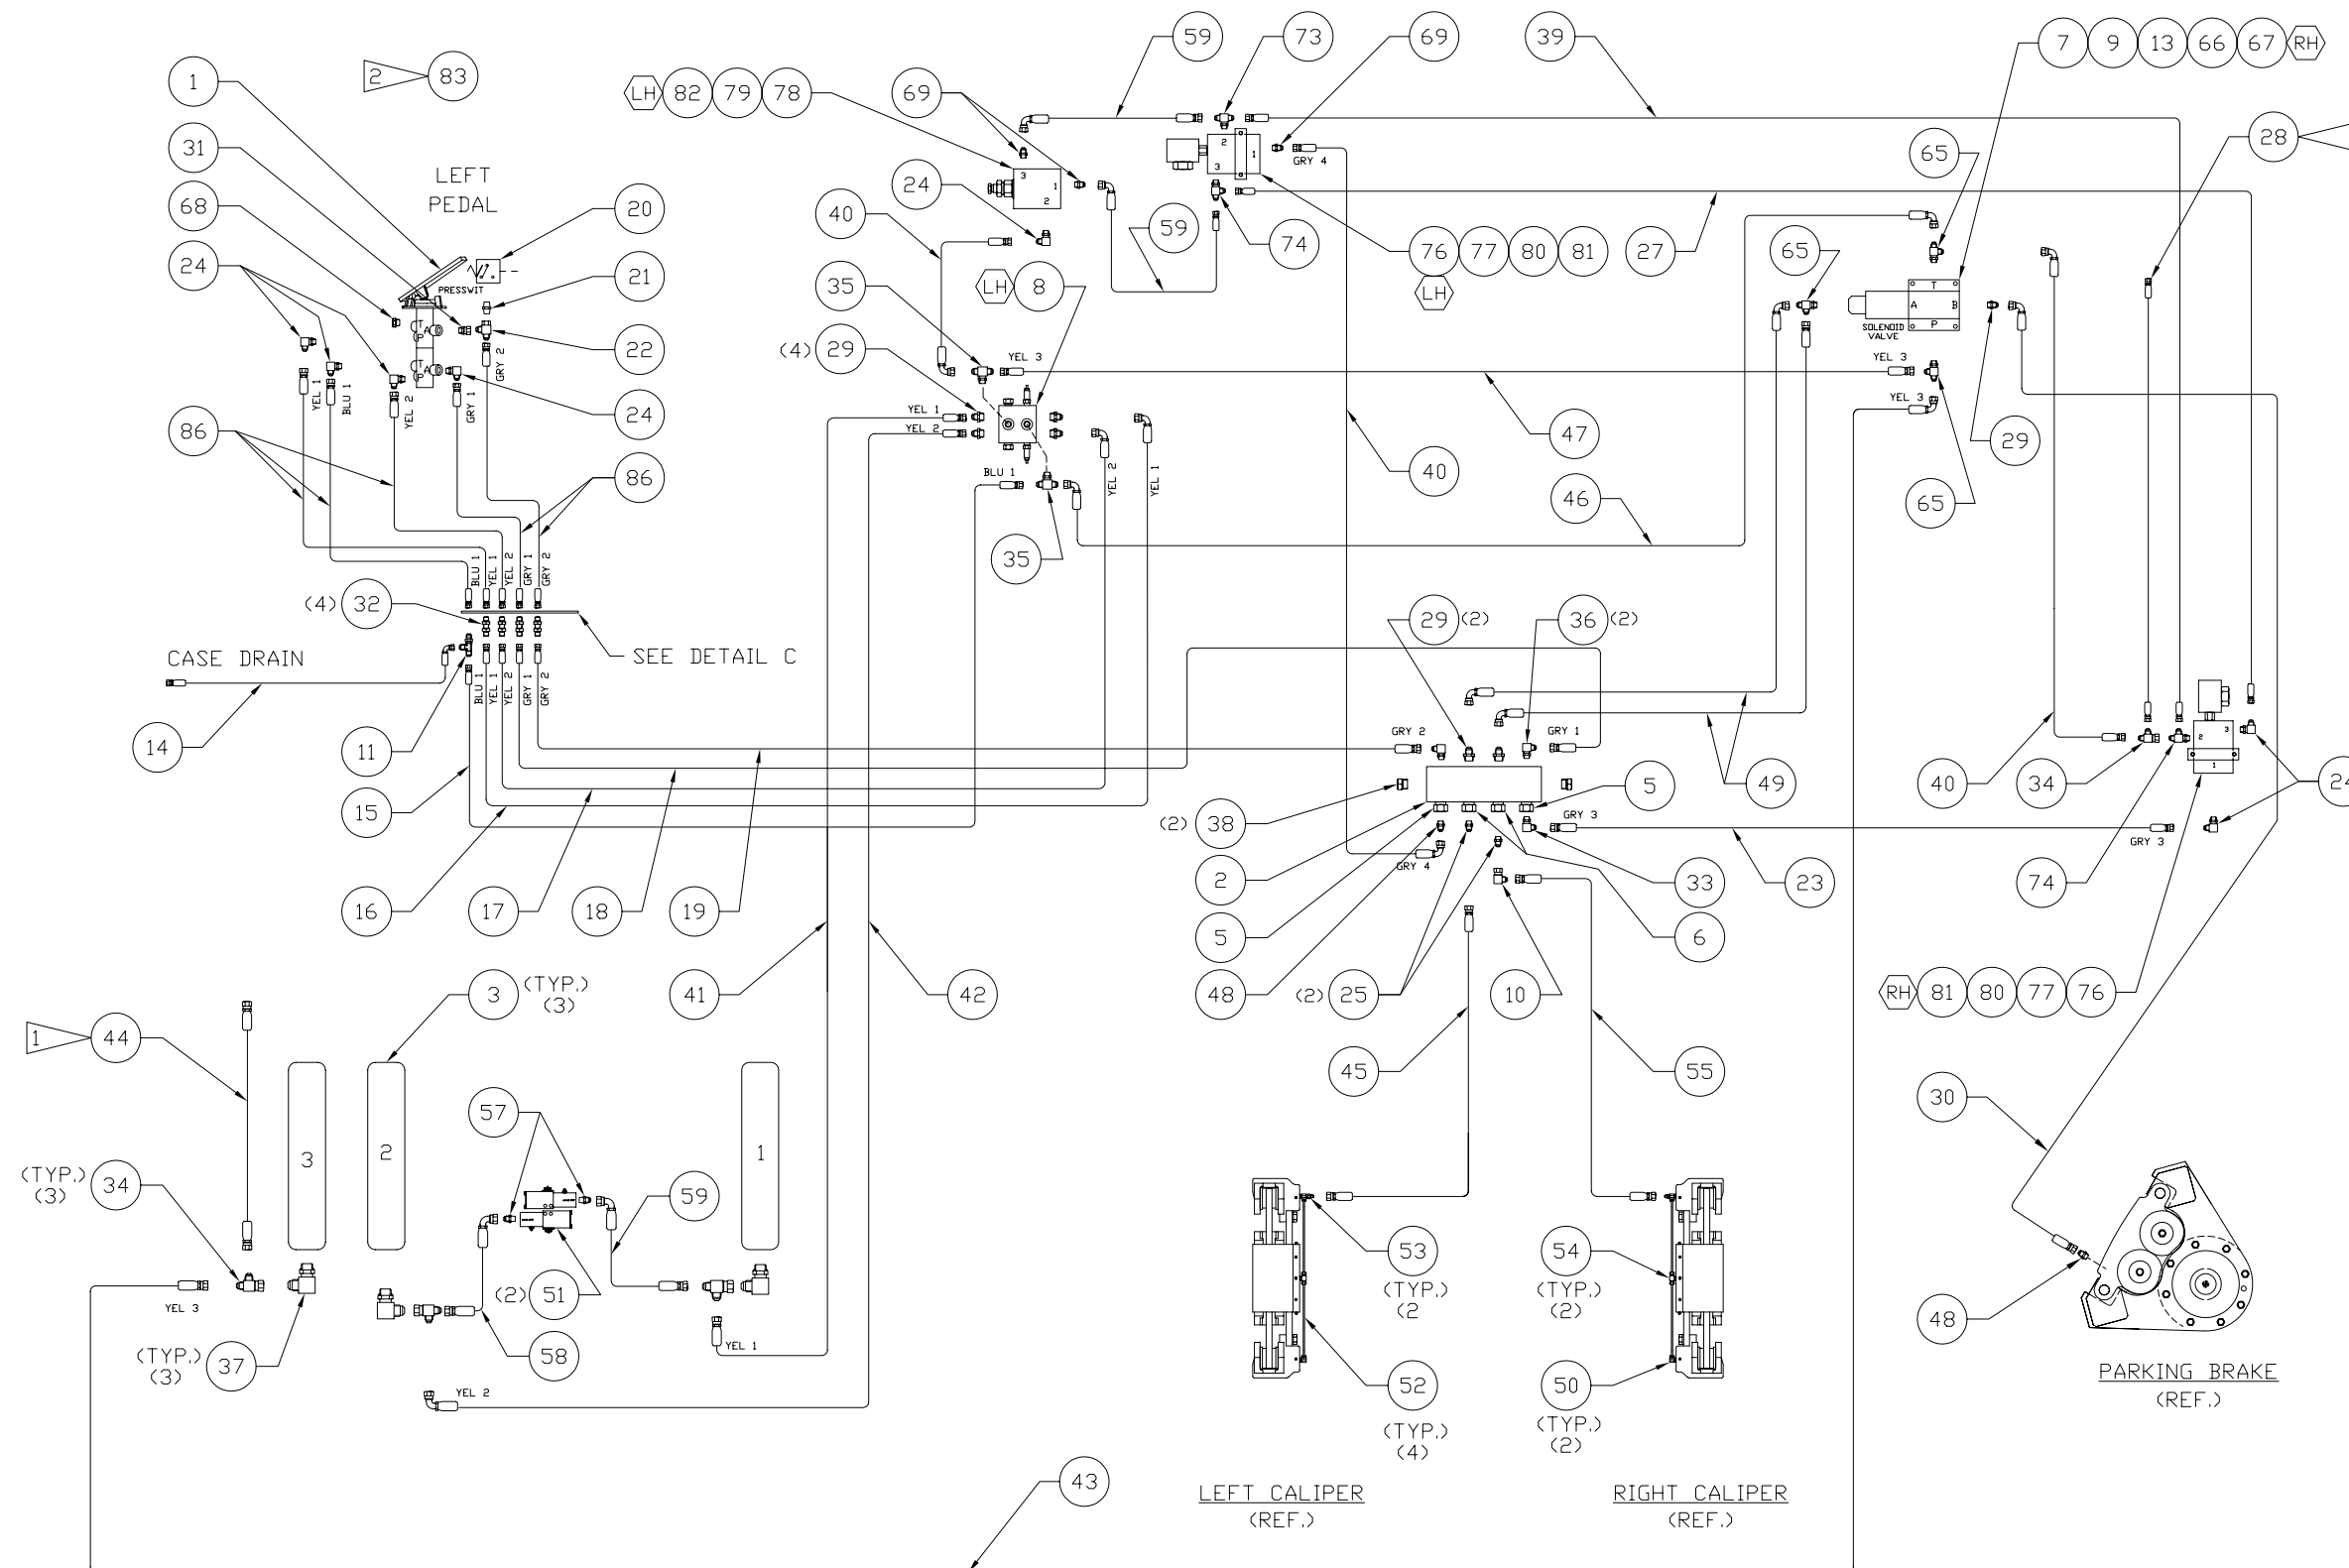 59
73
69
39
7 9 13 66 67 RH
1
2 83
LH 82 79 78
69
31
LEFT
PEDAL
68
20
24
PRESSWIT
21
22
24
T
A
P
T
A
P
YEL 1
BLU 1
YEL 2
GRY 1
GRY 2
86
86
3
1
2
24
40
35
LH 8
(4) 29
YEL 3
YEL 1
YEL 2
BLU 1
YEL 2
YEL 1
35
2
3
1
GRY 4
59
74
76 77 80 81
LH
27
28
65
65
T
A B
P
SOLENOID
VALVE
YEL 3
YEL 3
29
65
47
40
46
BLU 1
YEL 1
YEL 2
GRY 1
GRY 2
(4) 32
SEE DETAIL C
CASE DRAIN
14
11
BLU 1
YEL 1
YEL 2
GRY 1
GRY 2
15
16
17
18
19
29 (2)
36 (2)
GRY 2
GRY 1
49
5
(2) 38
2
5
48
(2) 25
10
GRY 4
GRY 3
33
6
23
GRY 3
40
34
74
2
3
1
24
RH 81 80 77 76
41
42
3 (TYP.)
(3)
1 44
3
2
1
57
59
(TYP.)
(3)
34
YEL 3
(TYP.)
(3)
37
(2) 51
58
YEL 1
YEL 2
45
55
53
(TYP.)
(2
54
(TYP.)
(2)
52
(TYP.)
(4)
50
(TYP.)
(2)
30
48
PARKING BRAKE
(REF.)
43
LEFT CALIPER
(REF.)
RIGHT CALIPER
(REF.)